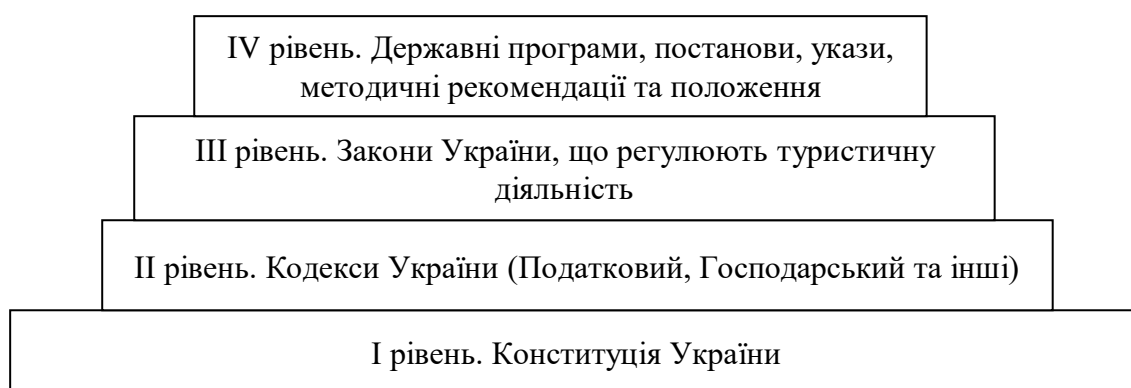 IV рівень. Державні програми, постанови, укази,
методичні рекомендації та положення
III рівень. Закони України, що регулюють туристичну
діяльність
II рівень. Кодекси України (Податковий, Господарський та інші)
I рівень. Конституція України